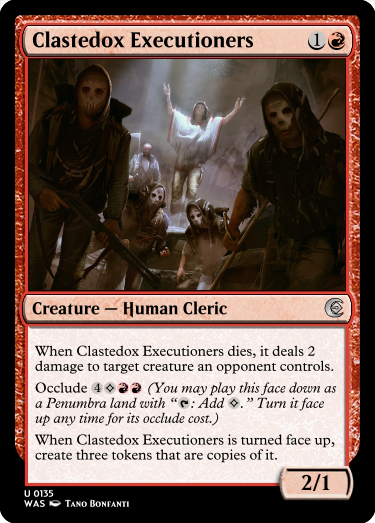 Clastedox Executioners 1
Creature — Human Cleric
When Clastedox Executioners dies, it deals 2
damage to target creature an opponent controls.
Occlude 4 (You may play this face down as
a Penumbra land with “: Add .” Turn it face
up any time for its occlude cost.)
When Clastedox Executioners is turned face up,
create three tokens that are copies of it.
2/1
U 0135
WAS Tano Bonfanti